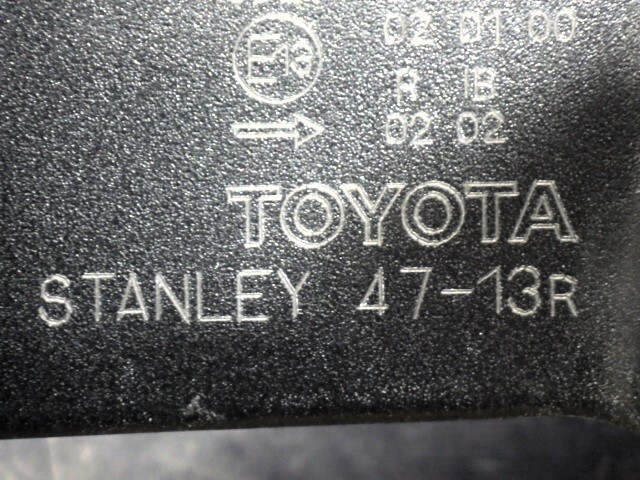 E13 02 01 00
R IB
02 02
TOYOTA
STANLEY 47-13R